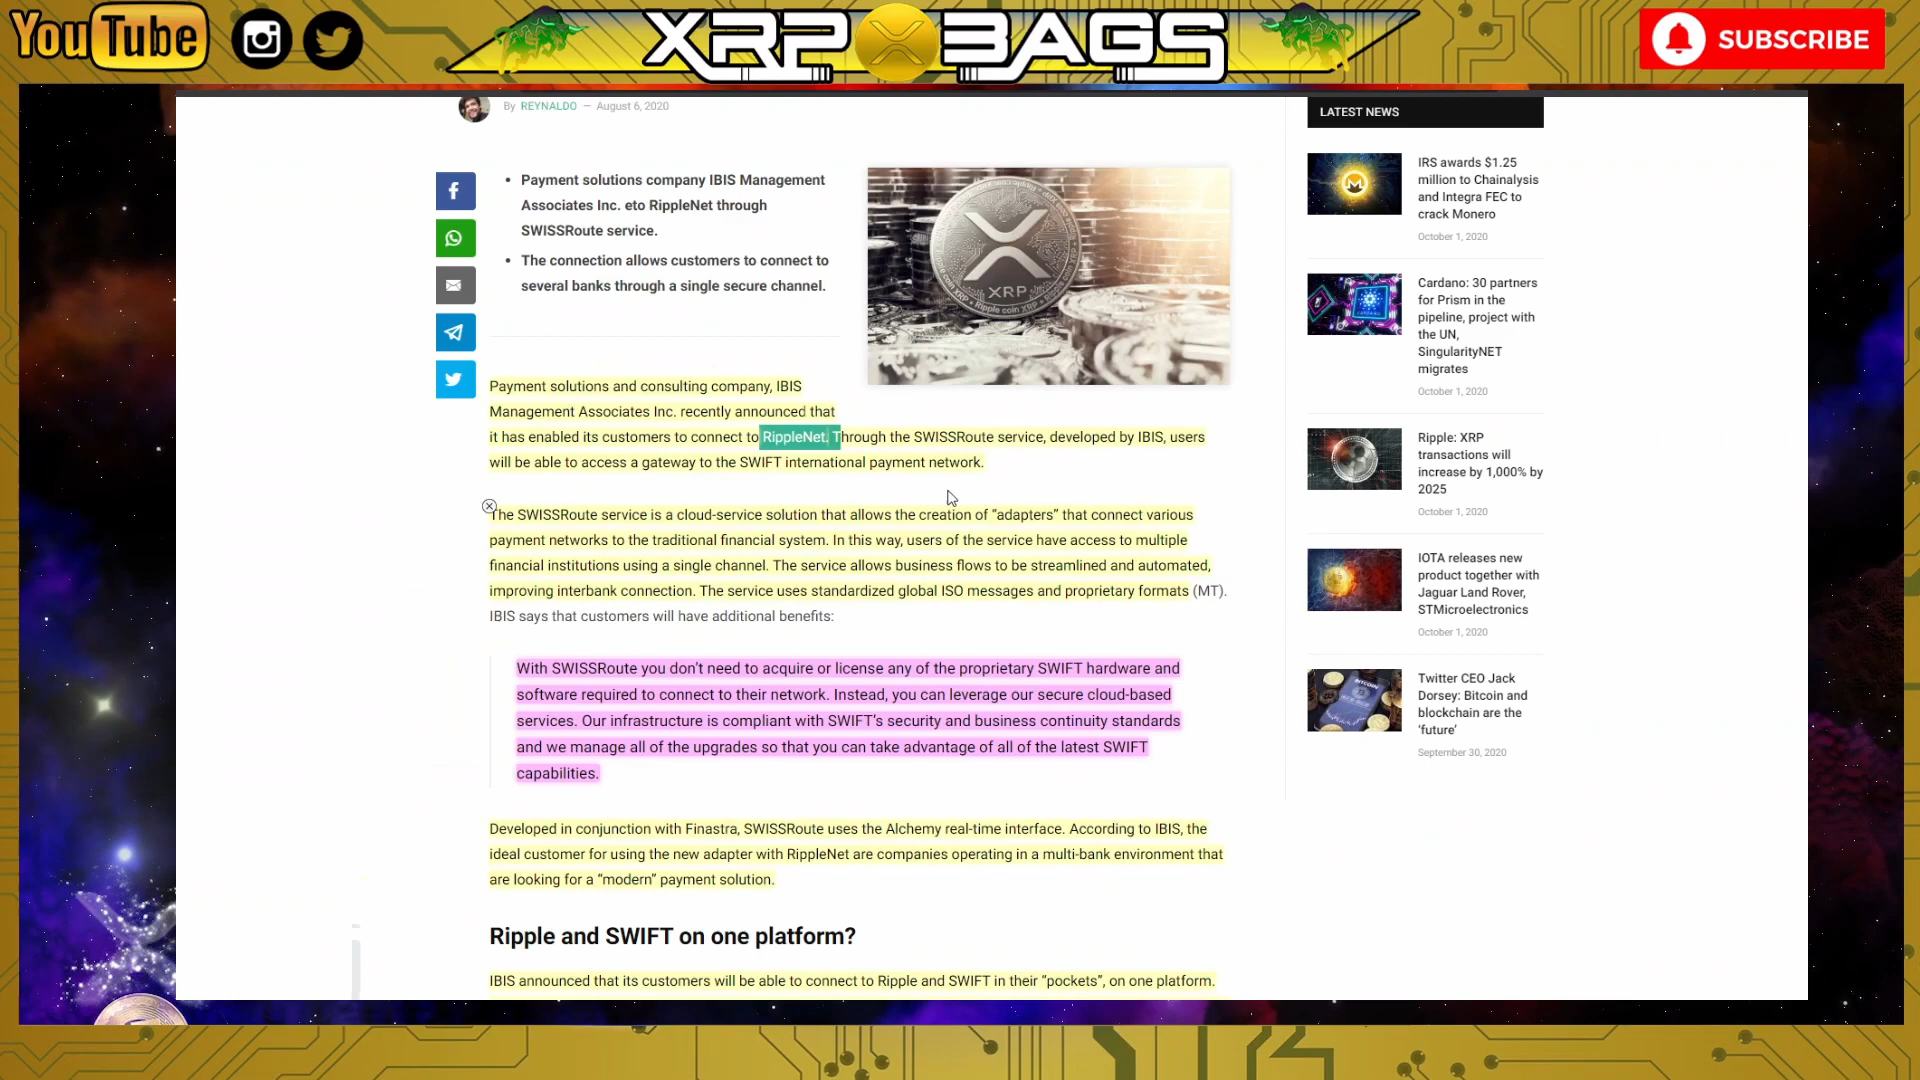 YouTube
XRP BAGS
SUBSCRIBE
By REYNALDO — August 6, 2020
• Payment solutions company IBIS Management
Associates Inc. eto RippleNet through
SWISSRoute service.
• The connection allows customers to connect to
several banks through a single secure channel.
XRP
Payment solutions and consulting company, IBIS
Management Associates Inc. recently announced that
it has enabled its customers to connect to RippleNet. Through the SWISSRoute service, developed by IBIS, users
will be able to access a gateway to the SWIFT international payment network.
The SWISSRoute service is a cloud-service solution that allows the creation of “adapters” that connect various
payment networks to the traditional financial system. In this way, users of the service have access to multiple
financial institutions using a single channel. The service allows business flows to be streamlined and automated,
improving interbank connection. The service uses standardized global ISO messages and proprietary formats (MT).
IBIS says that customers will have additional benefits:
With SWISSRoute you don’t need to acquire or license any of the proprietary SWIFT hardware and
software required to connect to their network. Instead, you can leverage our secure cloud-based
services. Our infrastructure is compliant with SWIFT’s security and business continuity standards
and we manage all of the upgrades so that you can take advantage of all of the latest SWIFT
capabilities.
Developed in conjunction with Finastra, SWISSRoute uses the Alchemy real-time interface. According to IBIS, the
ideal customer for using the new adapter with RippleNet are companies operating in a multi-bank environment that
are looking for a “modern” payment solution.
Ripple and SWIFT on one platform?
IBIS announced that its customers will be able to connect to Ripple and SWIFT in their “pockets”, on one platform.
LATEST NEWS
IRS awards $1.25
million to Chainalysis
and Integra FEC to
crack Monero
October 1, 2020
Cardano: 30 partners
for Prism in the
pipeline, project with
the UN,
SingularityNET
migrates
October 1, 2020
Ripple: XRP
transactions will
increase by 1,000% by
2025
October 1, 2020
IOTA releases new
product together with
Jaguar Land Rover,
STMicroelectronics
October 1, 2020
Twitter CEO Jack
Dorsey: Bitcoin and
blockchain are the
‘future’
September 30, 2020